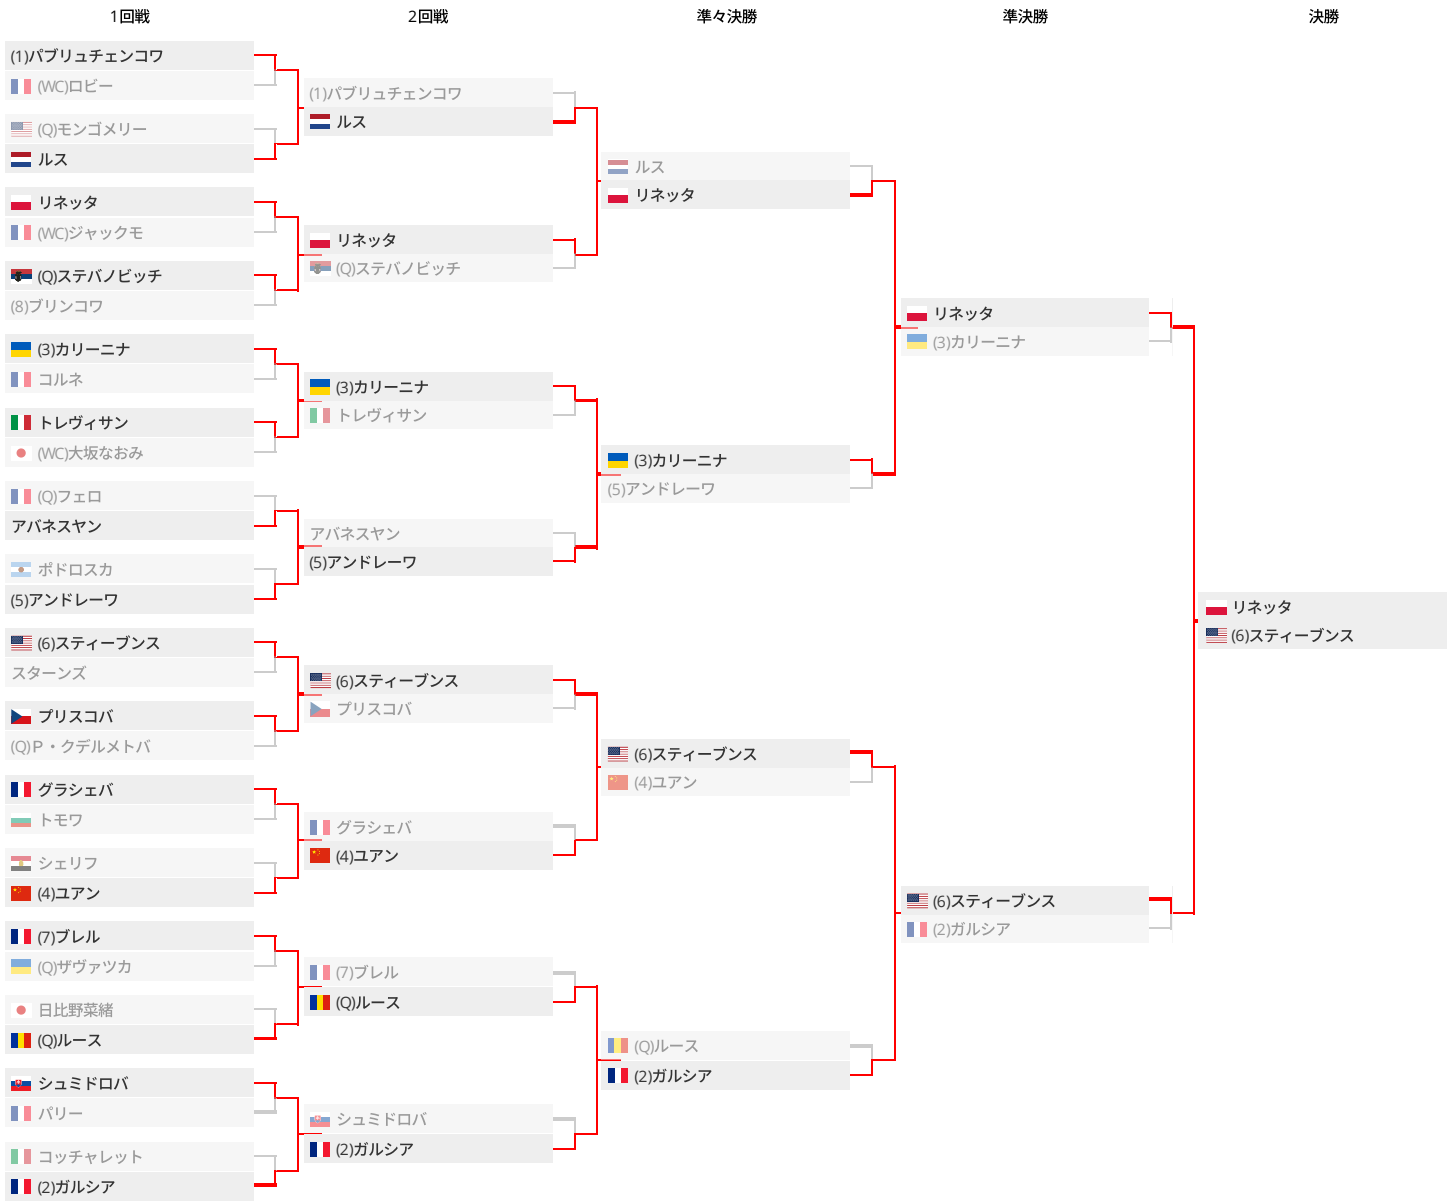 1回戦
2回戦
準々決勝
準決勝
決勝
(1)パブリュチェンコワ
(WC)ロビー
(Q)モンゴメリー
ルス
リネッタ
(WC)ジャックモ
(Q)ステバノビッチ
(8)ブリンコワ
(3)カリーニナ
コルネ
トレヴィサン
(WC)大坂なおみ
(Q)フェロ
アバネスヤン
ポドロスカ
(5)アンドレーワ
(6)スティーブンス
スターンズ
プリスコバ
(Q)Ｐ・クデルメトバ
グラシェバ
トモワ
シェリフ
(4)ユアン
(7)ブレル
(Q)ザヴァツカ
日比野菜緒
(Q)ルース
シュミドロバ
パリー
コッチャレット
(2)ガルシア
(1)パブリュチェンコワ
ルス
リネッタ
(Q)ステバノビッチ
(3)カリーニナ
トレヴィサン
アバネスヤン
(5)アンドレーワ
(6)スティーブンス
プリスコバ
グラシェバ
(4)ユアン
(7)ブレル
(Q)ルース
シュミドロバ
(2)ガルシア
ルス
リネッタ
(3)カリーニナ
(5)アンドレーワ
(6)スティーブンス
(4)ユアン
(Q)ルース
(2)ガルシア
リネッタ
(3)カリーニナ
(6)スティーブンス
(2)ガルシア
リネッタ
(6)スティーブンス